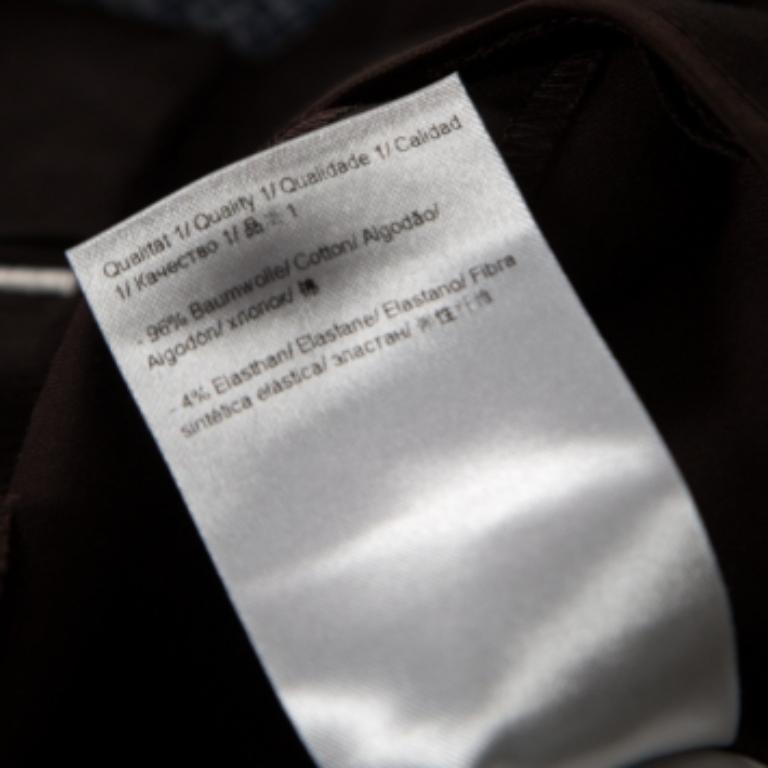 Qualität 1/ Quality 1/ Qualidade 1/ Calidad
1/ Качество 1/ 品 1
- 96% Baumwolle/ Cotton/ Algodão/
Algodón/ хлопок/ 棉
- 4% Elasthan/ Elastane/ Elastano/ Fibra
sintética elástica/ эластан/